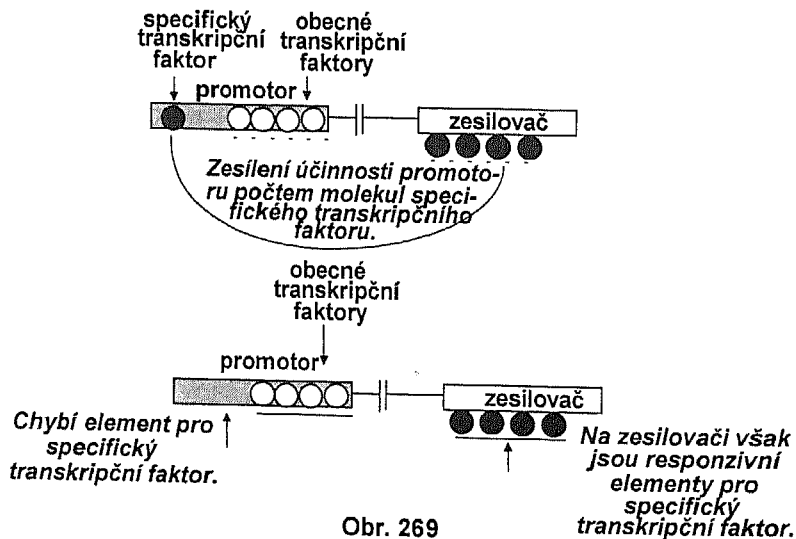 specifický
transkripční
faktor
obecné
transkripční
faktory
promotor
zesilovač
Zesílení účinnosti promoto-
ru počtem molekul speci-
fického transkripčního
faktoru.
obecné
transkripční
faktory
promotor
zesilovač
Chybí element pro
specifický
transkripční faktor.
Na zesilovači však
jsou responzivní
elementy pro
specifický
transkripční faktor.
Obr. 269